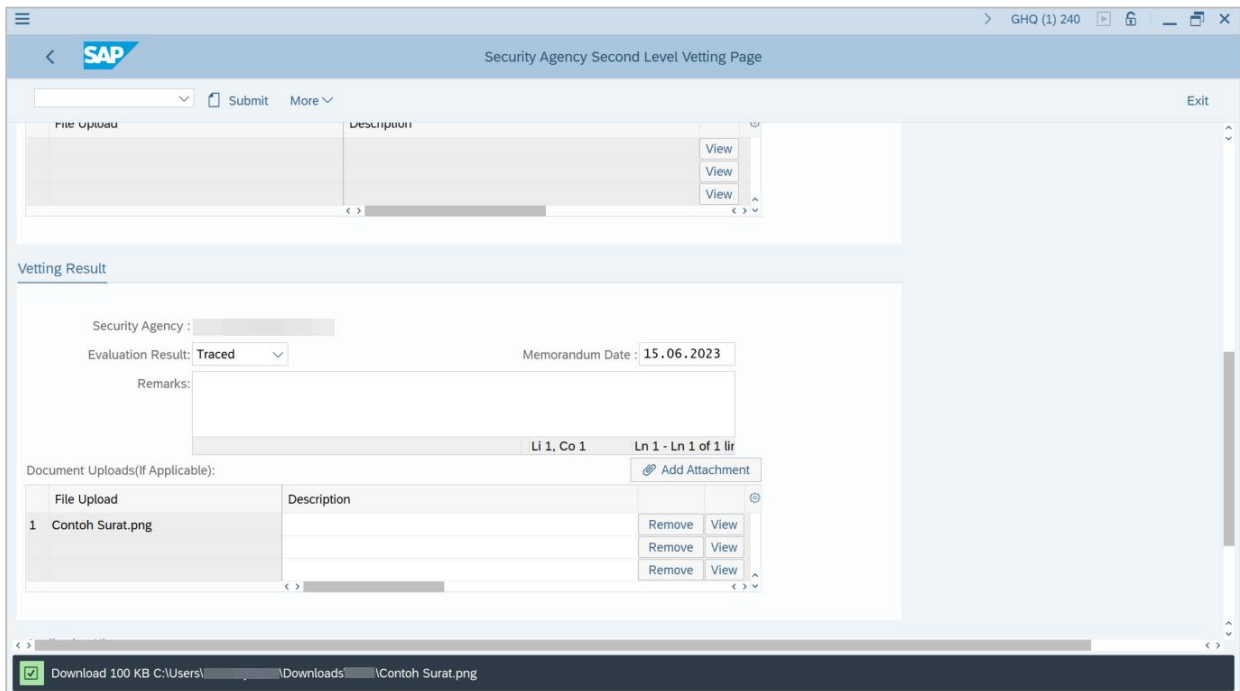 GHQ (1) 240
SAP
Security Agency Second Level Vetting Page
Submit More Exit
File Upload Description
View
View
View
Vetting Result
Security Agency :
Evaluation Result: Traced Memorandum Date : 15.06.2023
Remarks:
Li 1, Co 1 Ln 1 - Ln 1 of 1 lir
Document Uploads(If Applicable): Add Attachment
File Upload Description
1 Contoh Surat.png Remove View
Remove View
Remove View
Download 100 KB C:\Users\ \Downloads \Contoh Surat.png